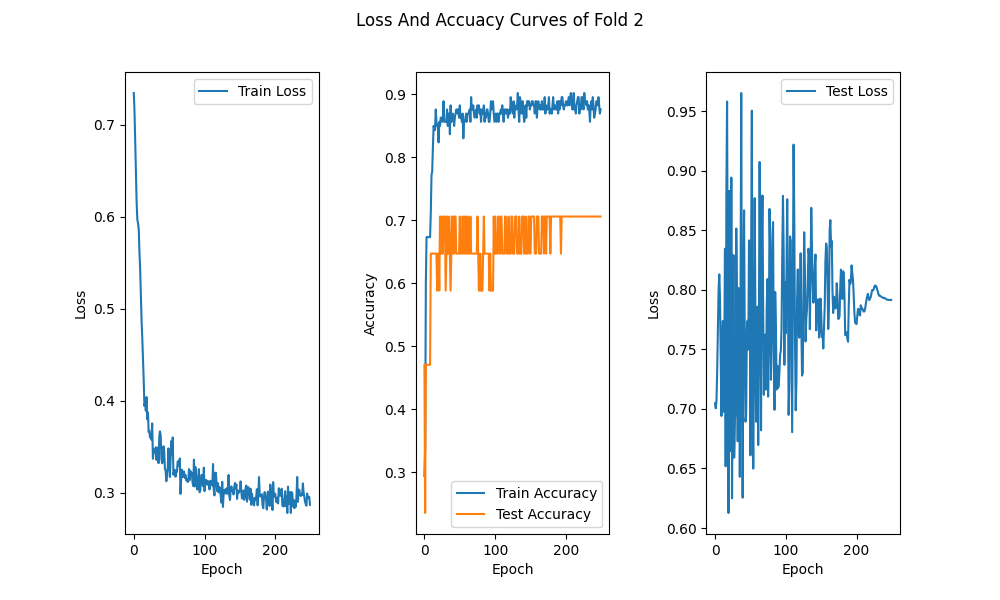 Loss And Accuacy Curves of Fold 2
Train Loss
0.7
0.6
0.5
0.4
0.3
Loss
0
100
200
Epoch
0.9
0.8
0.7
0.6
0.5
0.4
0.3
Accuracy
Train Accuracy
Test Accuracy
0
100
200
Epoch
Test Loss
0.95
0.90
0.85
0.80
0.75
0.70
0.65
0.60
Loss
0
100
200
Epoch